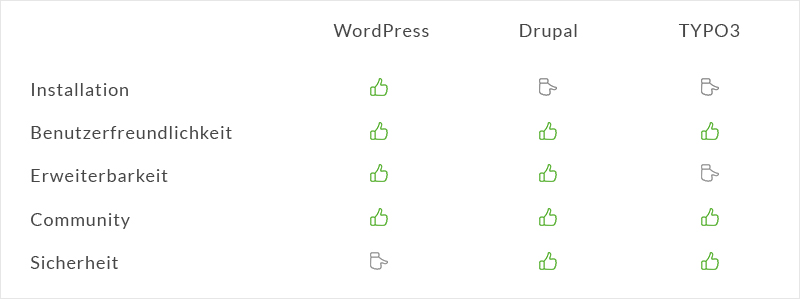 WordPress Drupal TYPO3
Installation
Benutzerfreundlichkeit
Erweiterbarkeit
Community
Sicherheit